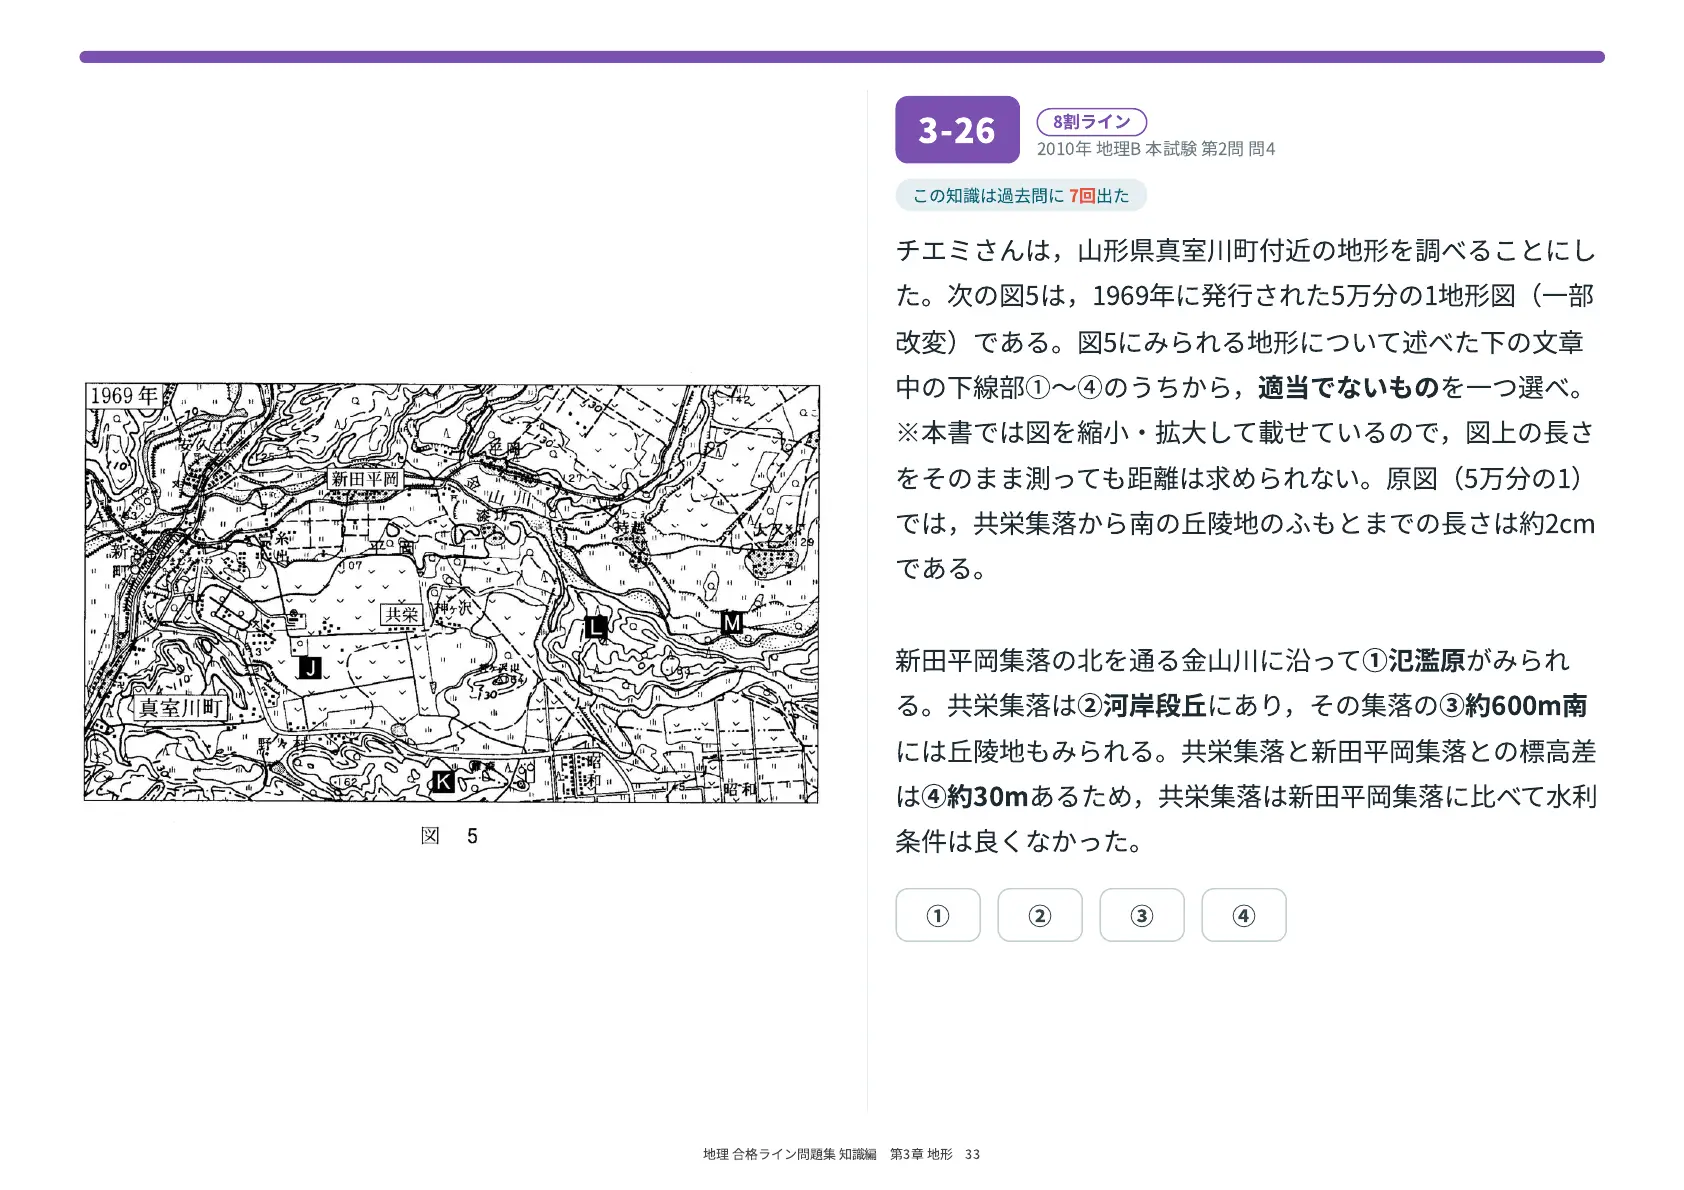 3-26
8割ライン
2010年 地理B 本試験 第2問 問4
この知識は過去問に 7回出た
チエミさんは，山形県真室川町付近の地形を調べることにし
た。次の図5は，1969年に発行された5万分の1地形図（一部
改変）である。図5にみられる地形について述べた下の文章
中の下線部①～④のうちから，適当でないものを一つ選べ。
※本書では図を縮小・拡大して載せているので，図上の長さ
をそのまま測っても距離は求められない。原図（5万分の1）
では，共栄集落から南の丘陵地のふもとまでの長さは約2cm
である。
新田平岡集落の北を通る金山川に沿って①氾濫原がみられ
る。共栄集落は②河岸段丘にあり，その集落の③約600m南
には丘陵地もみられる。共栄集落と新田平岡集落との標高差
は④約30mあるため，共栄集落は新田平岡集落に比べて水利
条件は良くなかった。
①
②
③
④
1969年
新田平岡
平岡
共栄
神ヶ沢
真室川町
昭和
昭和
J
K
L
M
図 5
地理 合格ライン問題集 知識編 第3章 地形 33